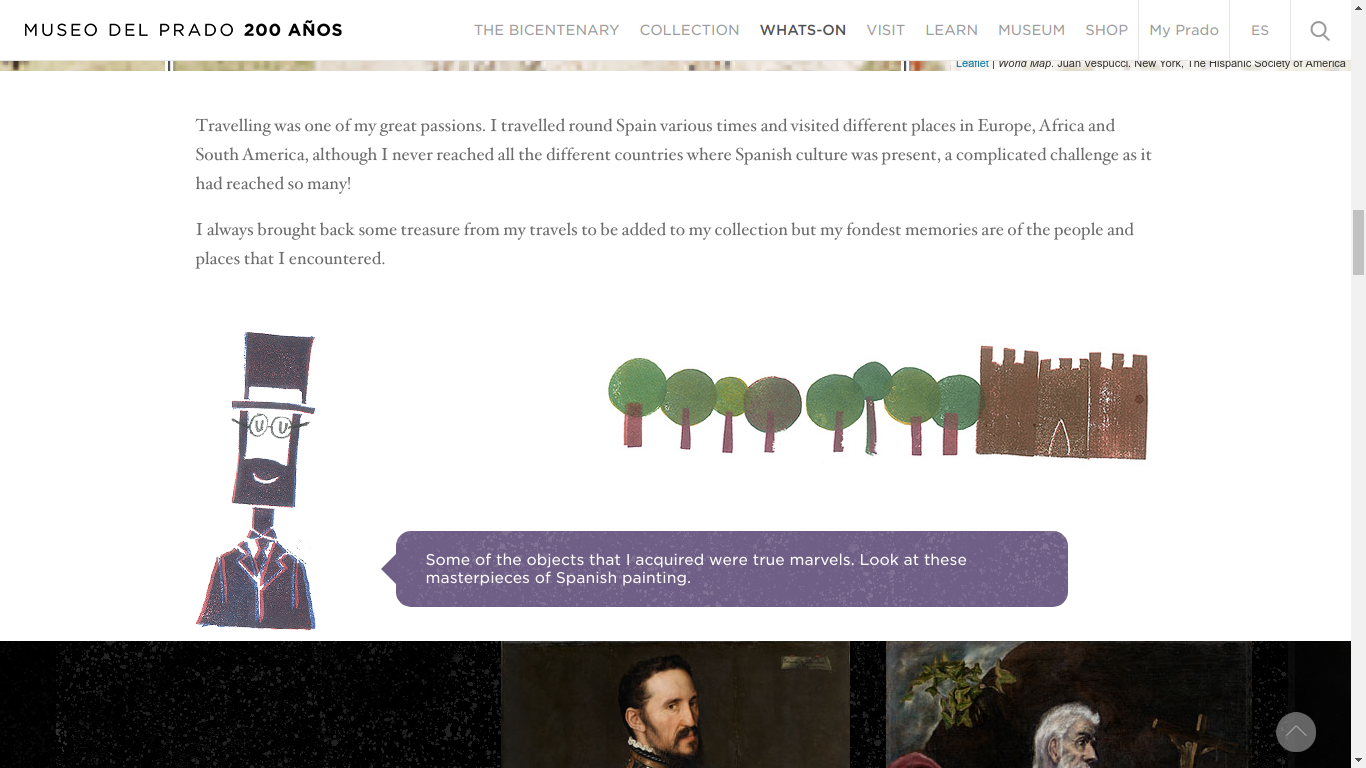 MUSEO DEL PRADO 200 AÑOS
THE BICENTENARY COLLECTION WHATS-ON VISIT LEARN MUSEUM SHOP My Prado ES
Leaflet | World Map. Juan Vespucci. New York, The Hispanic Society of America
Travelling was one of my great passions. I travelled round Spain various times and visited different places in Europe, Africa and
South America, although I never reached all the different countries where Spanish culture was present, a complicated challenge as it
had reached so many!
I always brought back some treasure from my travels to be added to my collection but my fondest memories are of the people and
places that I encountered.
Some of the objects that I acquired were true marvels. Look at these
masterpieces of Spanish painting.